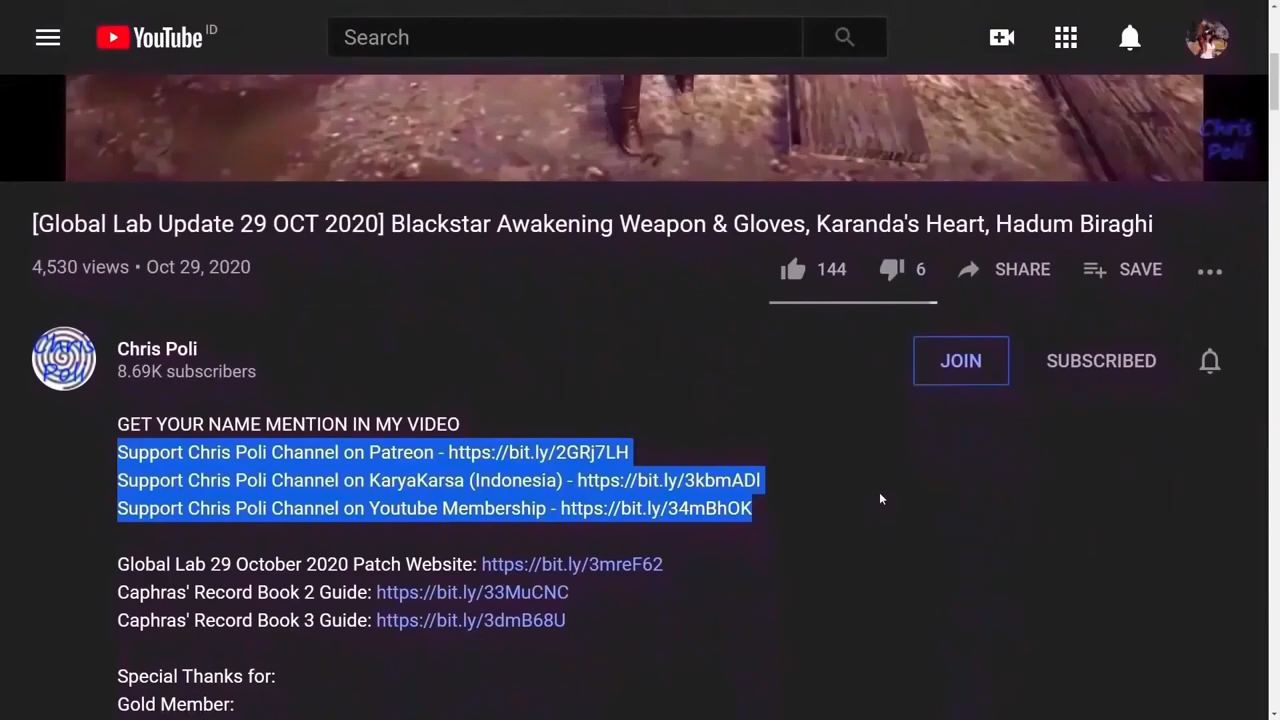 YouTube ID
Search
Chris
Poli
[Global Lab Update 29 OCT 2020] Blackstar Awakening Weapon & Gloves, Karanda's Heart, Hadum Biraghi
4,530 views • Oct 29, 2020
144 6 SHARE SAVE
Chris Poli
Chris Poli
8.69K subscribers
JOIN SUBSCRIBED
GET YOUR NAME MENTION IN MY VIDEO
Support Chris Poli Channel on Patreon - https://bit.ly/2GRj7LH
Support Chris Poli Channel on KaryaKarsa (Indonesia) - https://bit.ly/3kbmADl
Support Chris Poli Channel on Youtube Membership - https://bit.ly/34mBhOK
Global Lab 29 October 2020 Patch Website: https://bit.ly/3mreF62
Caphras' Record Book 2 Guide: https://bit.ly/33MuCNC
Caphras' Record Book 3 Guide: https://bit.ly/3dmB68U
Special Thanks for:
Gold Member: